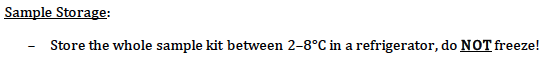 Sample Storage:
– Store the whole sample kit between 2–8°C in a refrigerator, do NOT freeze!